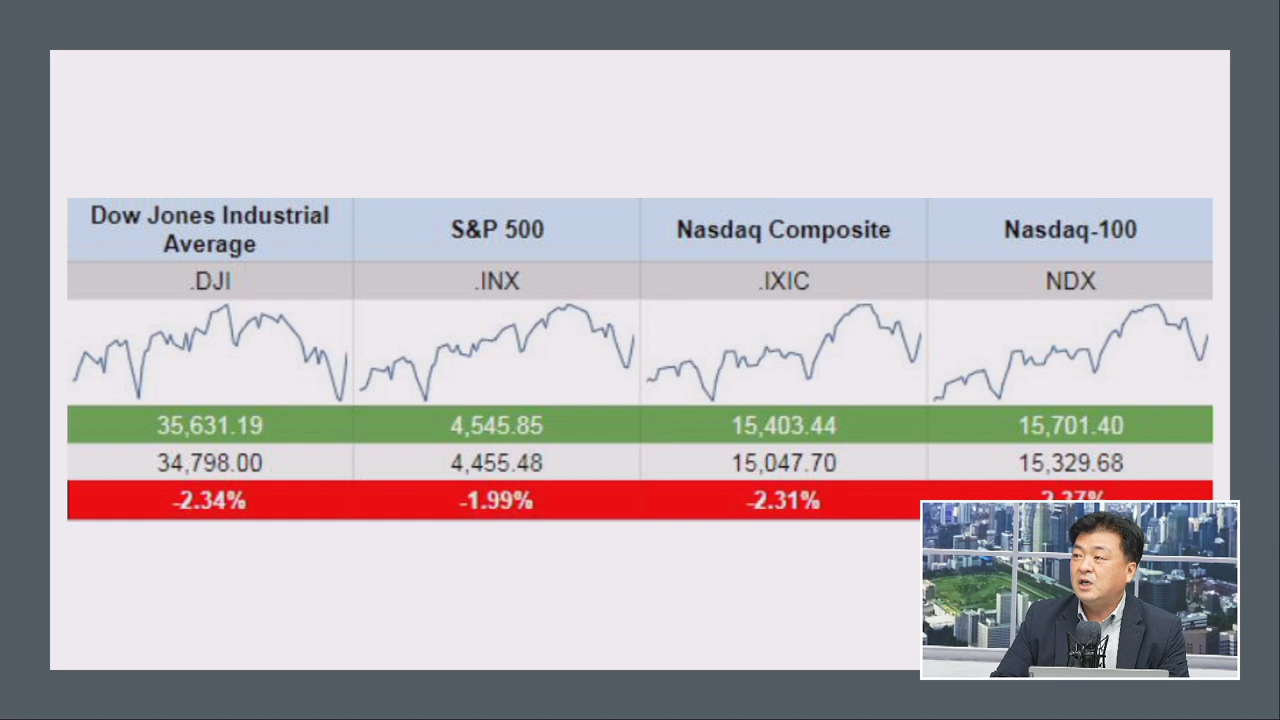 Dow Jones Industrial
Average
S&P 500
Nasdaq Composite
Nasdaq-100
.DJI
.INX
.IXIC
NDX
35,631.19
4,545.85
15,403.44
15,701.40
34,798.00
4,455.48
15,047.70
15,329.68
-2.34%
-1.99%
-2.31%